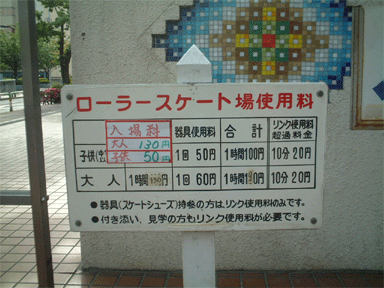 ローラースケート場使用料
入場料 器具使用料 合計 リンク使用料超過料金
大人 130円
子供 子供 50円 1回 50円 1時間100円 10分 20円
大人 1時間 1回 60円 1時間 円 10分 20円
●器具(スケートシューズ)持参の方は、リンク使用料のみです。
●付き添い、見学の方もリンク使用料が必要です。